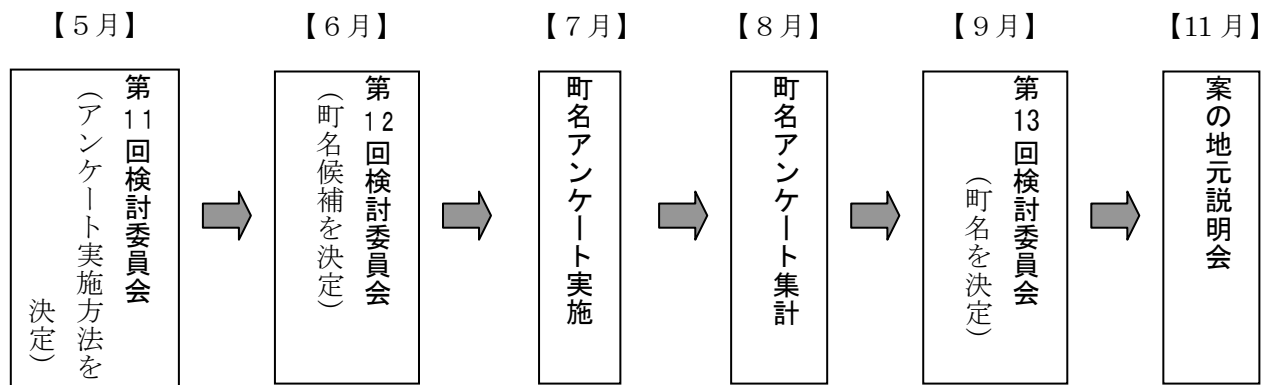 【５月】
【６月】
【７月】
【８月】
【９月】
【11月】
第11回検討委員会
（アンケート実施方法を
決定）
第12回検討委員会
（町名候補を決定）
町名アンケート実施
町名アンケート集計
第13回検討委員会
（町名を決定）
案の地元説明会